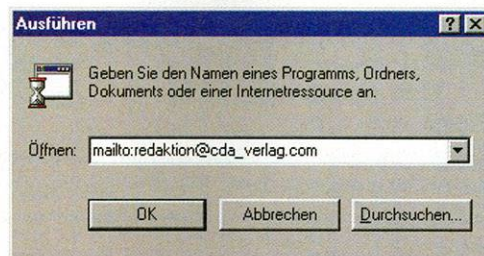 Ausführen
Geben Sie den Namen eines Programms, Ordners,
Dokuments oder einer Internetressource an.
Öffnen: mailto:redaktion@cda_verlag.com
OK Abbrechen Durchsuchen...